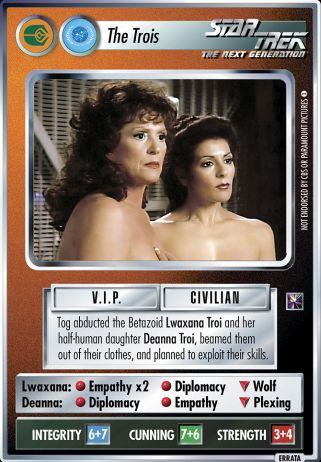 The Trois
STAR TREK
THE NEXT GENERATION
NOT ENDORSED BY CBS OR PARAMOUNT PICTURES
V.I.P. CIVILIAN
Tog abducted the Betazoid Lwaxana Troi and her
half-human daughter Deanna Troi, beamed them
out of their clothes, and planned to exploit their skills.
Lwaxana: Empathy x2 Diplomacy Wolf
Deanna: Diplomacy Empathy Plexing
INTEGRITY 6+7 CUNNING 7+6 STRENGTH 3+4
ERRATA